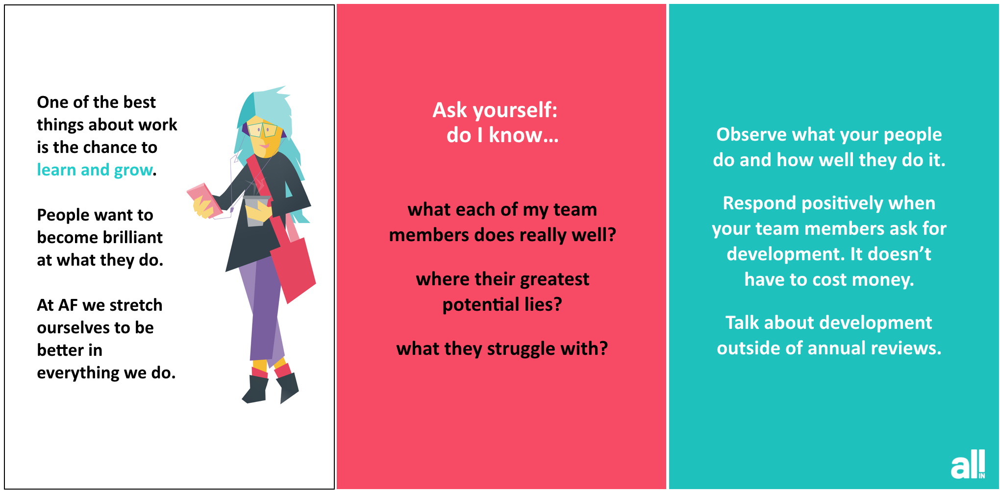 One of the best
things about work
is the chance to
learn and grow.
People want to
become brilliant
at what they do.
At AF we stretch
ourselves to be
better in
everything we do.
Ask yourself:
do I know...
what each of my team
members does really well?
where their greatest
potential lies?
what they struggle with?
Observe what your people
do and how well they do it.
Respond positively when
your team members ask for
development. It doesn’t
have to cost money.
Talk about development
outside of annual reviews.
all
IN